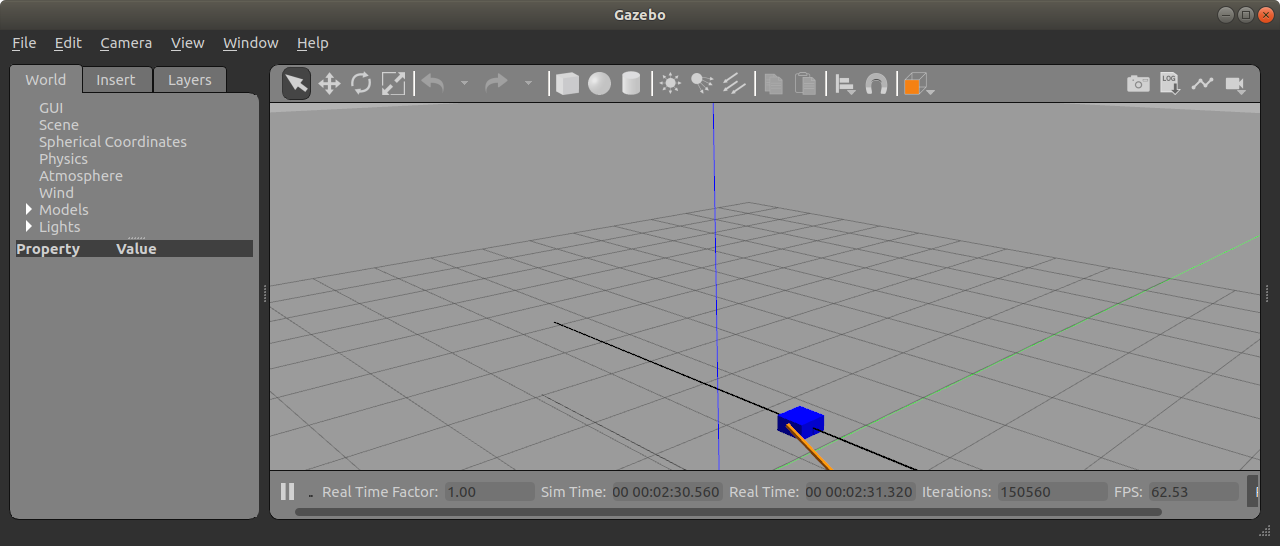 Gazebo
File Edit Camera View Window Help
World Insert Layers
LOG
GUI
Scene
Spherical Coordinates
Physics
Atmosphere
Wind
Models
Lights
Property Value
Real Time Factor: 1.00 Sim Time: 00 00:02:30.560 Real Time: 00 00:02:31.320 Iterations: 150560 FPS: 62.53